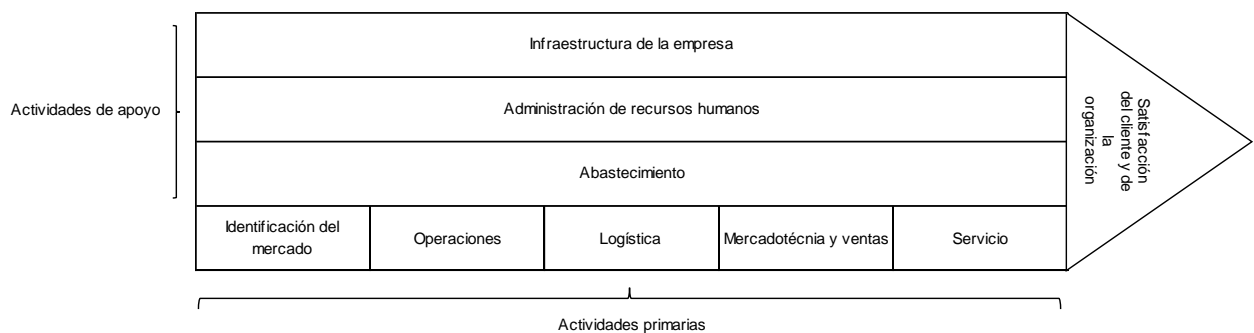 Infraestructura de la empresa
Actividades de apoyo
Administración de recursos humanos
Abastecimiento
Satisfacción
del cliente y de
la
organización
Identificación del
mercado
Operaciones
Logística
Mercadotécnia y ventas
Servicio
Actividades primarias